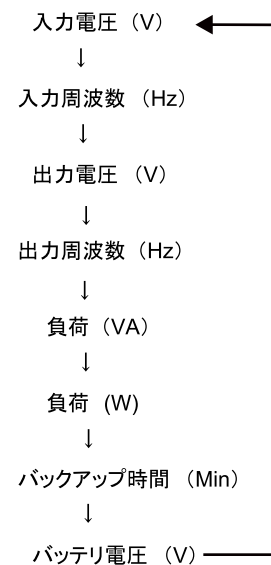 入力電圧（V）
↓
入力周波数（Hz）
↓
出力電圧（V）
↓
出力周波数（Hz）
↓
負荷（VA）
↓
負荷 (W)
↓
バックアップ時間（Min）
↓
バッテリ電圧（V）